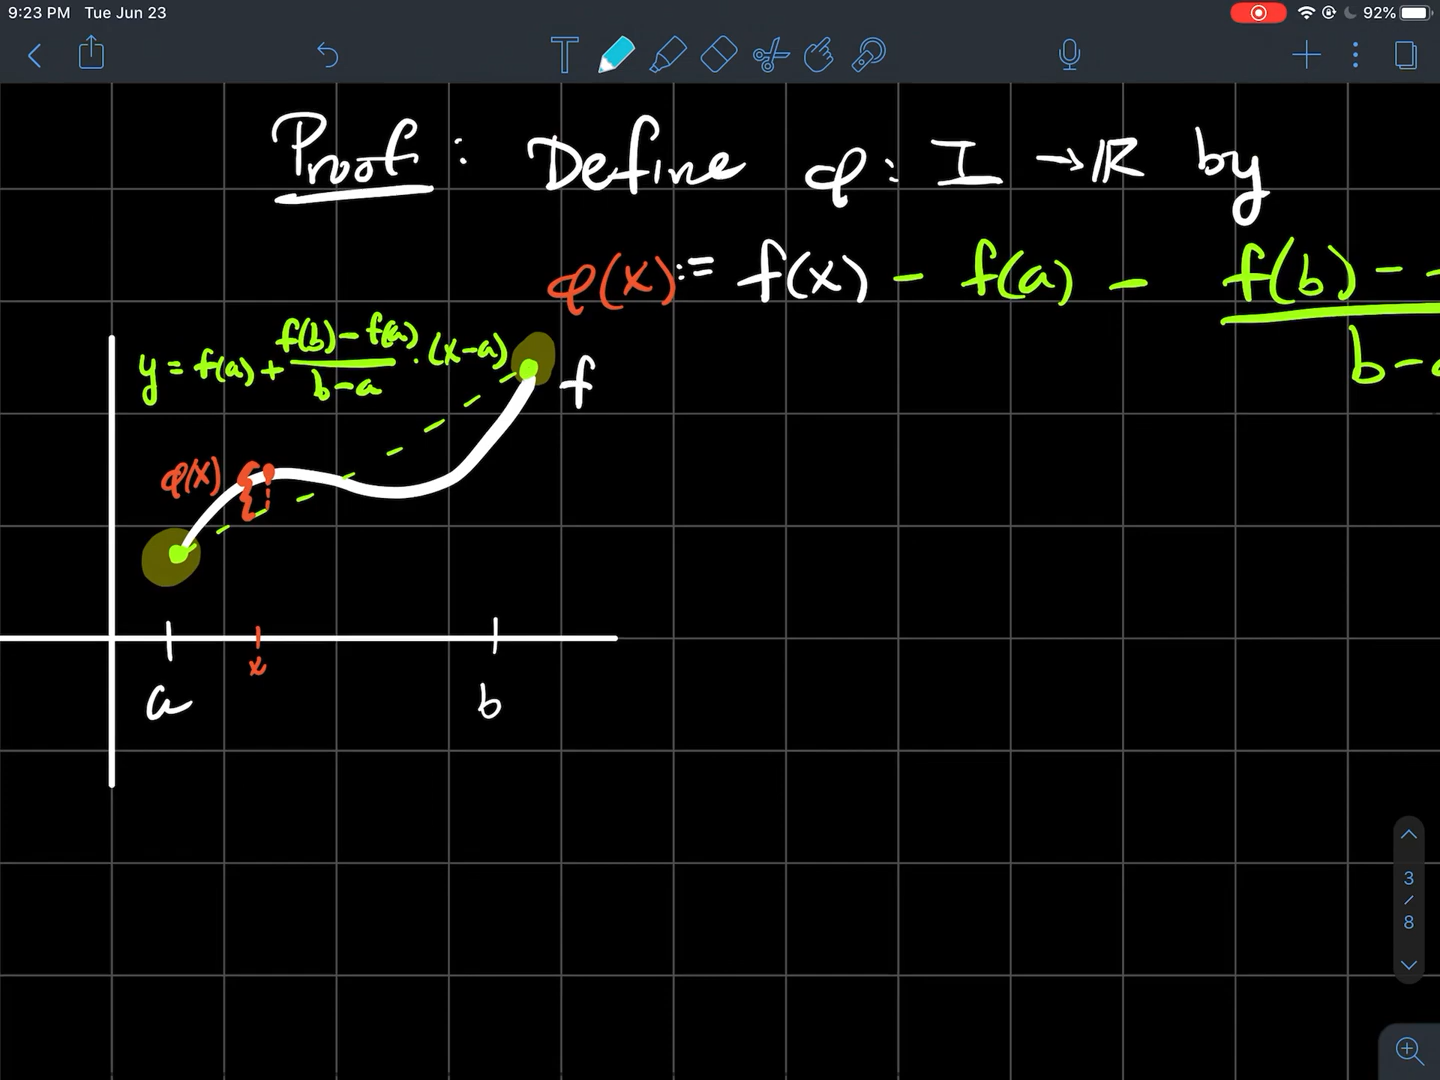 9:23 PM Tue Jun 23 92%
Proof: Define φ: I → ℝ by
φ(x) := f(x) - f(a) - f(b) -
b-
y = f(a) + f(b) - f(a) / b - a · (x - a)
f
φ(x)
x
a
b
3
/
8